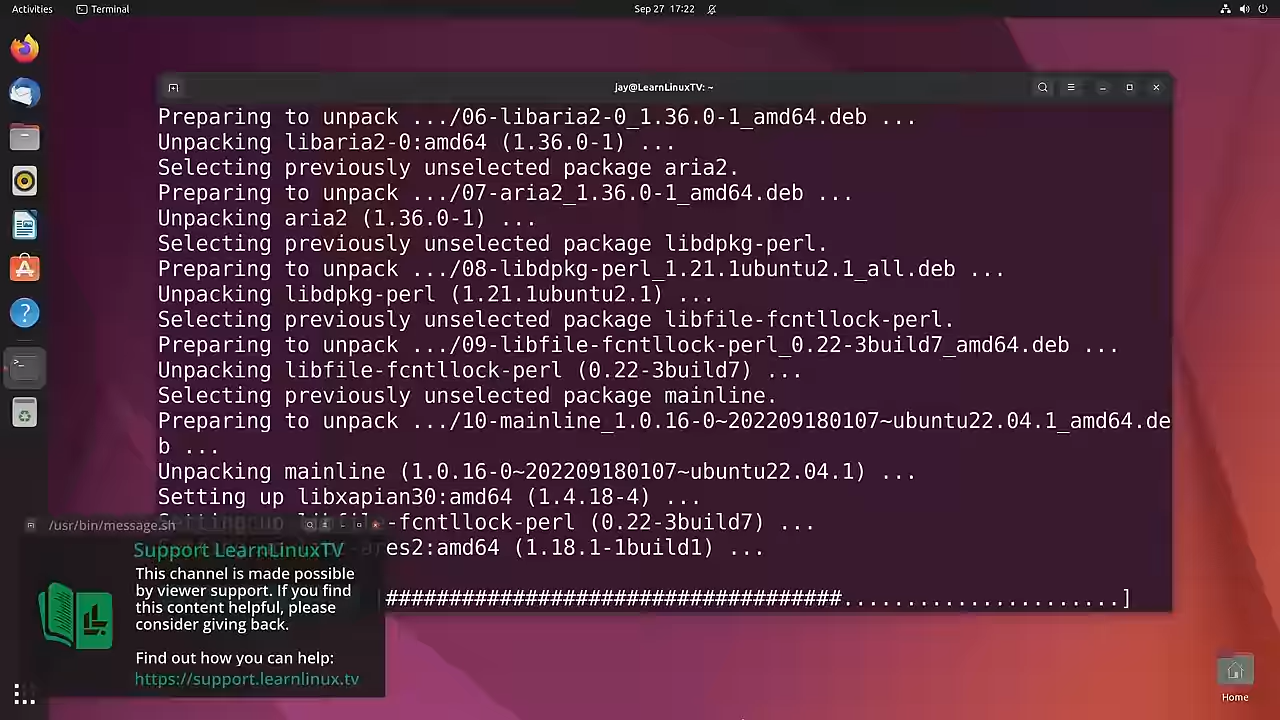 Activities
Terminal
Sep 27 17:22
jay@LearnLinuxTV: ~
Preparing to unpack .../06-libaria2-0_1.36.0-1_amd64.deb ...
Unpacking libaria2-0:amd64 (1.36.0-1) ...
Selecting previously unselected package aria2.
Preparing to unpack .../07-aria2_1.36.0-1_amd64.deb ...
Unpacking aria2 (1.36.0-1) ...
Selecting previously unselected package libdpkg-perl.
Preparing to unpack .../08-libdpkg-perl_1.21.1ubuntu2.1_all.deb ...
Unpacking libdpkg-perl (1.21.1ubuntu2.1) ...
Selecting previously unselected package libfile-fcntllock-perl.
Preparing to unpack .../09-libfile-fcntllock-perl_0.22-3build7_amd64.deb ...
Unpacking libfile-fcntllock-perl (0.22-3build7) ...
Selecting previously unselected package mainline.
Preparing to unpack .../10-mainline_1.0.16-0~202209180107~ubuntu22.04.1_amd64.de
b ...
Unpacking mainline (1.0.16-0~202209180107~ubuntu22.04.1) ...
Setting up libxapian30:amd64 (1.4.18-4) ...
Setting up libfile-fcntllock-perl (0.22-3build7) ...
ares2:amd64 (1.18.1-1build1) ...
####################################......................]
/usr/bin/message.sh
Support LearnLinuxTV
This channel is made possible
by viewer support. If you find
this content helpful, please
consider giving back.
Find out how you can help:
https://support.learnlinux.tv
Home